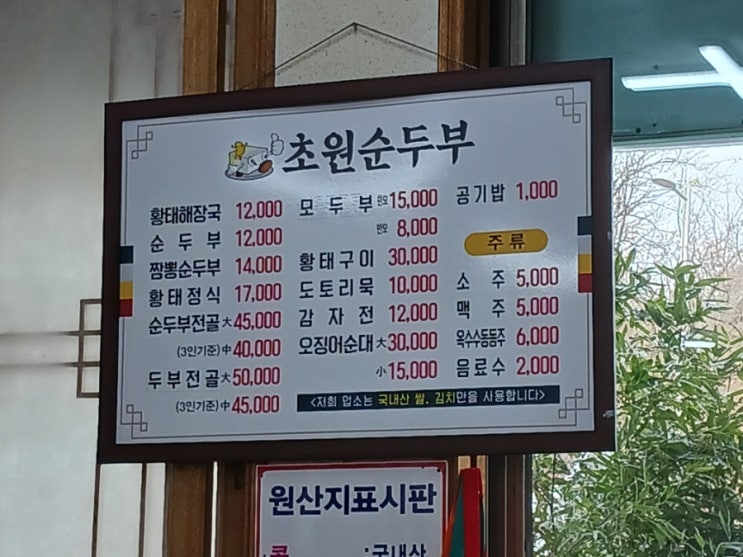 초원순두부
황태해장국 12,000
순두부 12,000
짬뽕순두부 14,000
황태정식 17,000
순두부전골 大 45,000
(3인기준) 中 40,000
두부전골 大 50,000
(3인기준) 中 45,000
모두부 한모 15,000
반모 8,000
황태구이 30,000
도토리묵 10,000
감자전 12,000
오징어순대 大 30,000
小 15,000
공기밥 1,000
주류
소주 5,000
맥주 5,000
옥수수동동주 6,000
음료수 2,000
<저희 업소는 국내산 쌀, 김치만을 사용합니다>
원산지표시판
콩 : 국내산